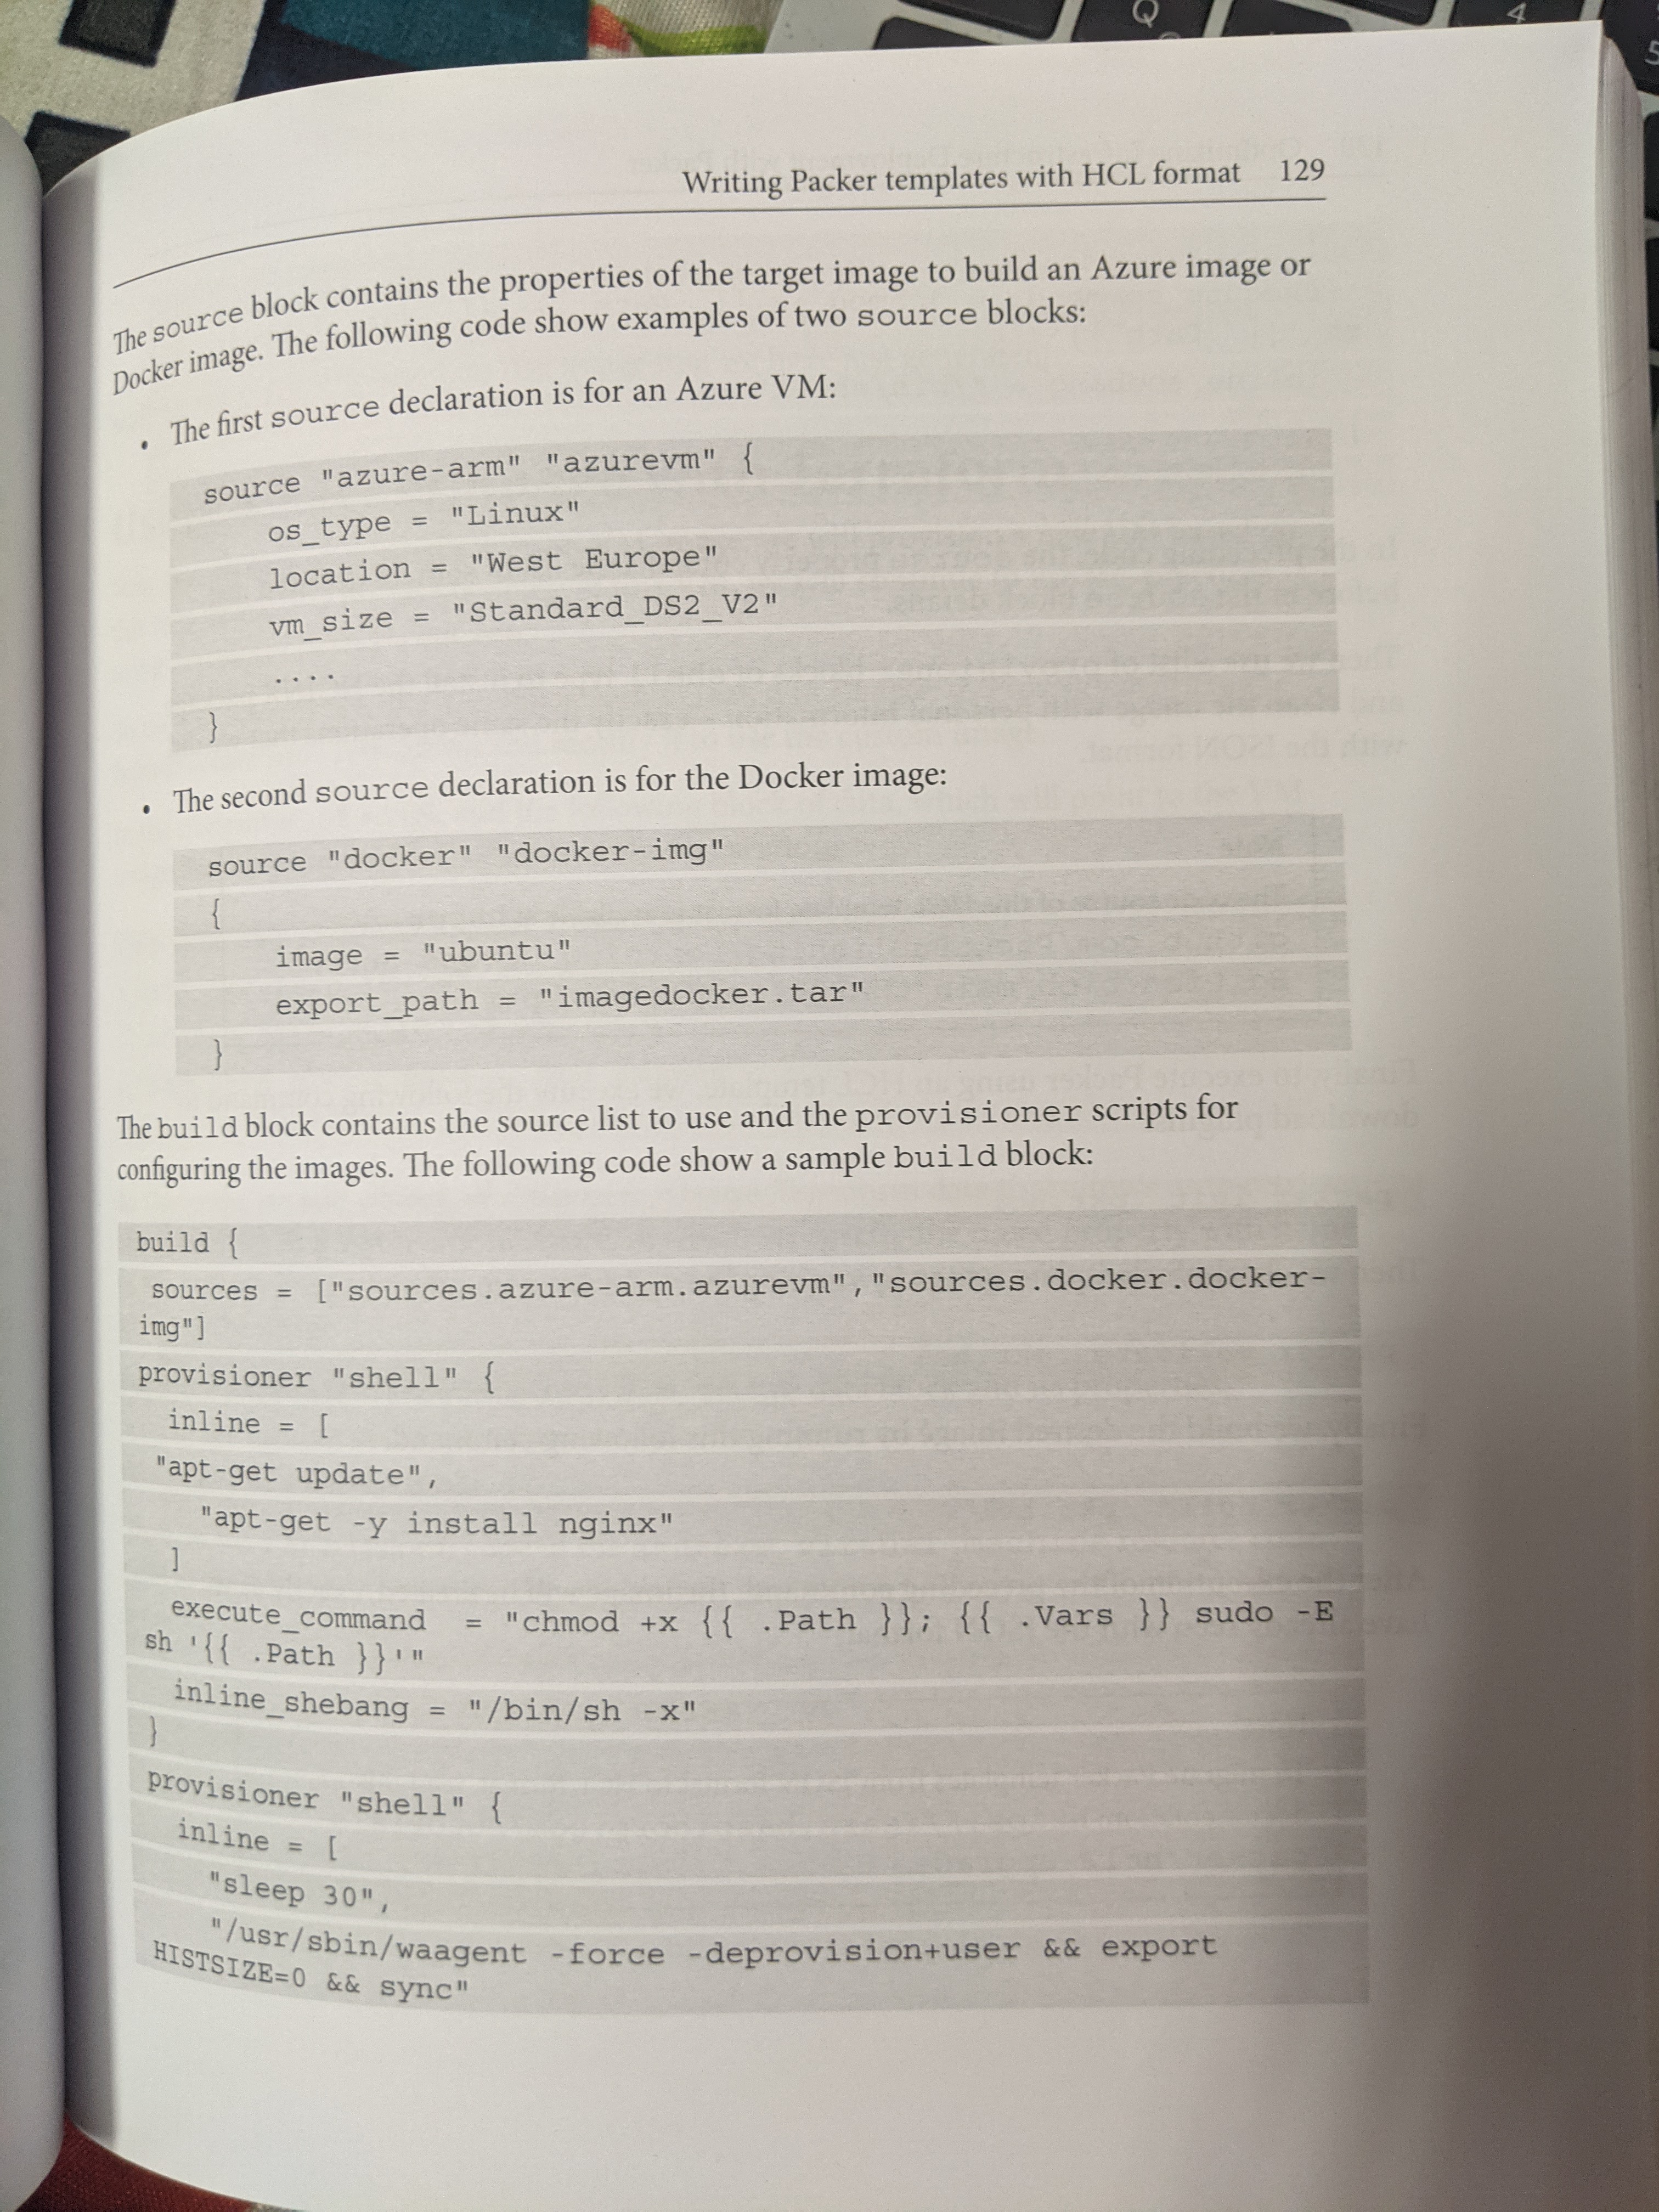 Q
4
5
Writing Packer templates with HCL format 129
The source block contains the properties of the target image to build an Azure image or
Docker image. The following code show examples of two source blocks:
• The first source declaration is for an Azure VM:
source "azure-arm" "azurevm" {
os_type = "Linux"
location = "West Europe"
vm_size = "Standard_DS2_V2"
....
}
• The second source declaration is for the Docker image:
source "docker" "docker-img"
{
image = "ubuntu"
export_path = "imagedocker.tar"
}
The build block contains the source list to use and the provisioner scripts for
configuring the images. The following code show a sample build block:
build {
sources = ["sources.azure-arm.azurevm","sources.docker.docker-
img"]
provisioner "shell" {
inline = [
"apt-get update",
"apt-get -y install nginx"
]
execute_command = "chmod +x {{ .Path }}; {{ .Vars }} sudo -E
sh '{{ .Path }}'"
inline_shebang = "/bin/sh -x"
}
provisioner "shell" {
inline = [
"sleep 30",
"/usr/sbin/waagent -force -deprovision+user && export
HISTSIZE=0 && sync"